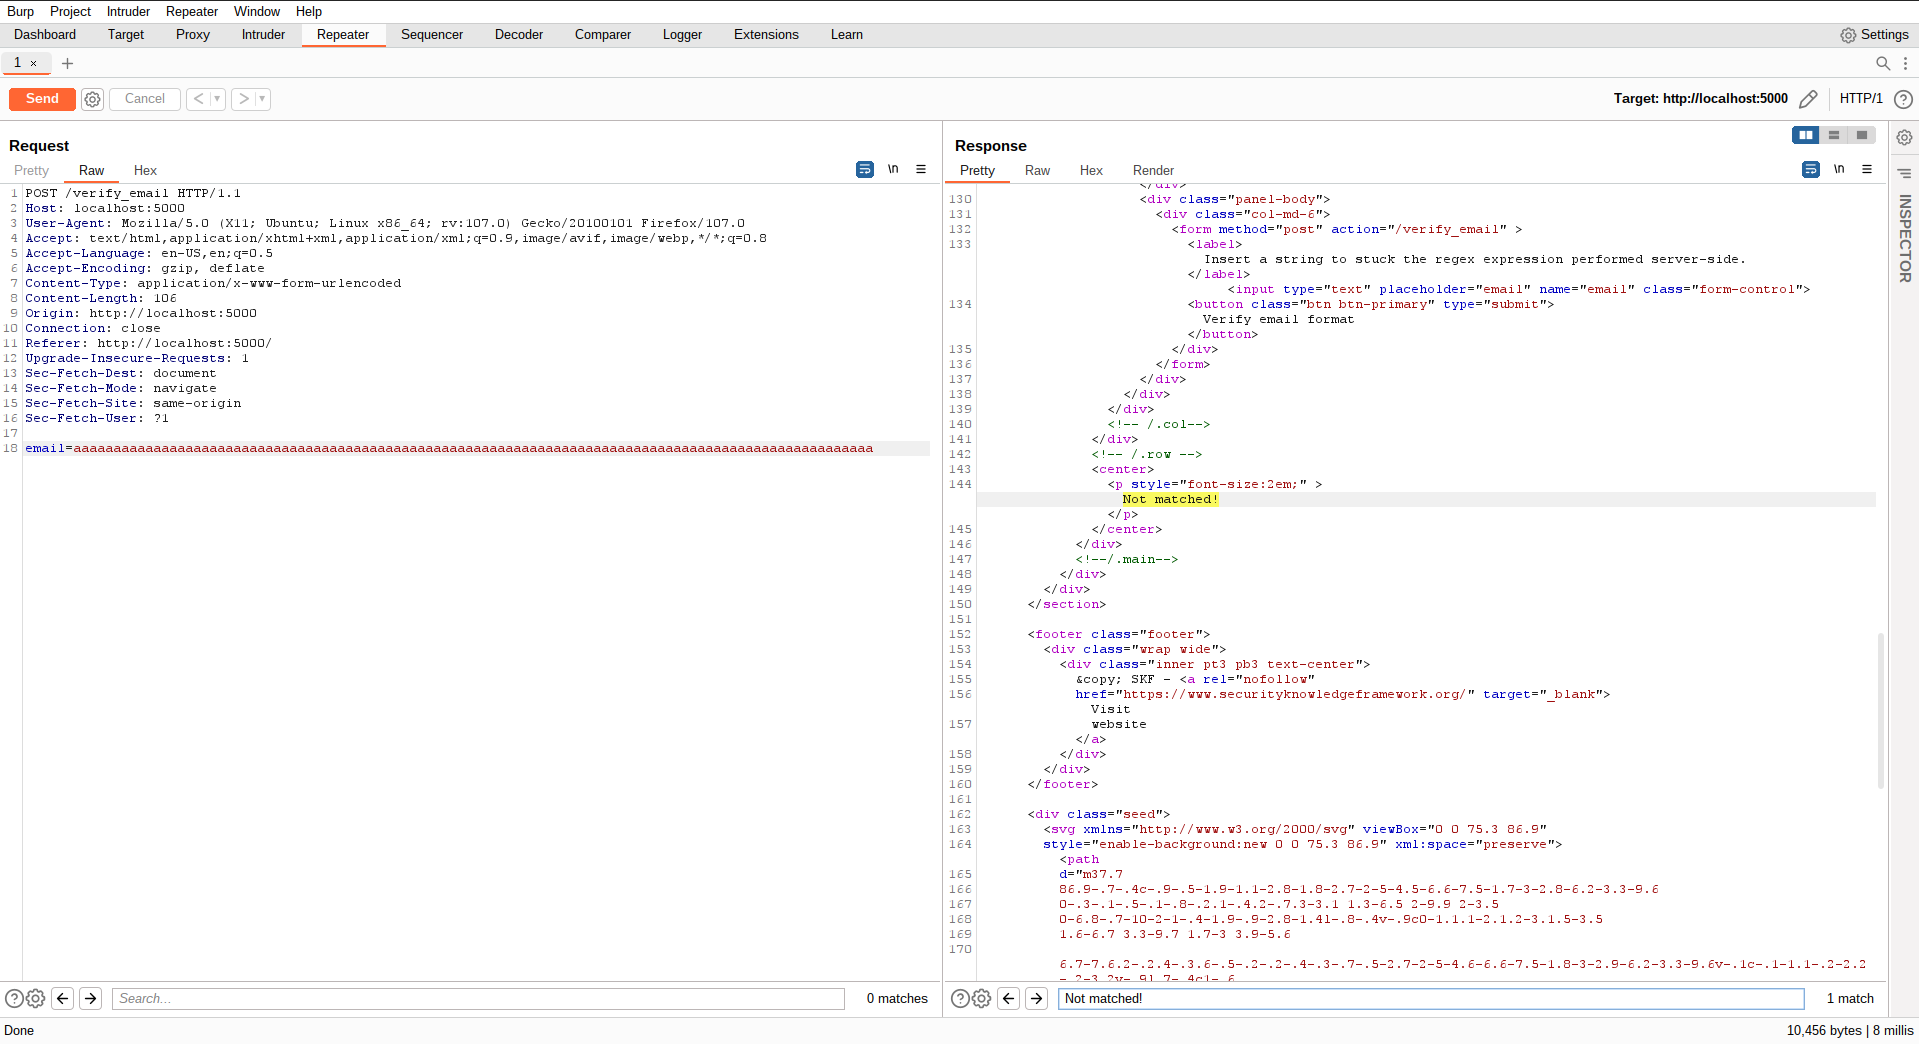 Burp Project Intruder Repeater Window Help
Dashboard Target Proxy Intruder Repeater Sequencer Decoder Comparer Logger Extensions Learn Settings
1 ×
Send Cancel < >
Target: http://localhost:5000 HTTP/1
Request
Pretty Raw Hex \n
1 POST /verify_email HTTP/1.1
2 Host: localhost:5000
3 User-Agent: Mozilla/5.0 (X11; Ubuntu; Linux x86_64; rv:107.0) Gecko/20100101 Firefox/107.0
4 Accept: text/html,application/xhtml+xml,application/xml;q=0.9,image/avif,image/webp,*/*;q=0.8
5 Accept-Language: en-US,en;q=0.5
6 Accept-Encoding: gzip, deflate
7 Content-Type: application/x-www-form-urlencoded
8 Content-Length: 106
9 Origin: http://localhost:5000
10 Connection: close
11 Referer: http://localhost:5000/
12 Upgrade-Insecure-Requests: 1
13 Sec-Fetch-Dest: document
14 Sec-Fetch-Mode: navigate
15 Sec-Fetch-Site: same-origin
16 Sec-Fetch-User: ?1
17
18 email=aaaaaaaaaaaaaaaaaaaaaaaaaaaaaaaaaaaaaaaaaaaaaaaaaaaaaaaaaaaaaaaaaaaaaaaaaaaaaaaaaaaaaaaaaaaaaaaaaaaa
Search... 0 matches
Response
Pretty Raw Hex Render \n
</div>
130 <div class="panel-body">
131 <div class="col-md-6">
132 <form method="post" action="/verify_email" >
133 <label>
Insert a string to stuck the regex expression performed server-side.
</label>
<input type="text" placeholder="email" name="email" class="form-control">
134 <button class="btn btn-primary" type="submit">
Verify email format
</button>
135 </div>
136 </form>
137 </div>
138 </div>
139 </div>
140 <!-- /.col-->
141 </div>
142 <!-- /.row -->
143 <center>
144 <p style="font-size:2em;" >
Not matched!
</p>
145 </center>
146 </div>
147 <!--/.main-->
148 </div>
149 </div>
150 </section>
151
152 <footer class="footer">
153 <div class="wrap wide">
154 <div class="inner pt3 pb3 text-center">
155 &copy; SKF - <a rel="nofollow"
156 href="https://www.securityknowledgeframework.org/" target="_blank">
Visit
157 website
</a>
158 </div>
159 </div>
160 </footer>
161
162 <div class="seed">
163 <svg xmlns="http://www.w3.org/2000/svg" viewBox="0 0 75.3 86.9"
164 style="enable-background:new 0 0 75.3 86.9" xml:space="preserve">
<path
165 d="m37.7
166 86.9-.7-.4c-.9-.5-1.9-1.1-2.8-1.8-2.7-2-5-4.5-6.6-7.5-1.7-3-2.8-6.2-3.3-9.6
167 0-.3-.1-.5-.1-.8-.2.1-.4.2-.7.3-3.1 1.3-6.5 2-9.9 2-3.5
168 0-6.8-.7-10-2-1-.4-1.9-.9-2.8-1.4l-.8-.4v-.9c0-1.1.1-2.1.2-3.1.5-3.5
169 1.6-6.7 3.3-9.7 1.7-3 3.9-5.6
170
6.7-7.6.2-.2.4-.3.6-.5-.2-.2-.4-.3-.7-.5-2.7-2-5-4.6-6.6-7.5-1.8-3-2.9-6.2-3.3-9.6v-.1c-.1-1.1-.2-2.2
-.2-3.2v-.9l.7-.4c1-.6
Not matched! 1 match
INSPECTOR
Done 10,456 bytes | 8 millis